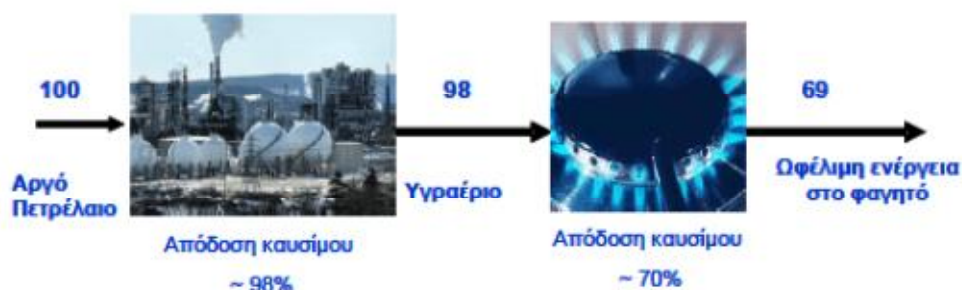 100
98
69
Αργό
Πετρέλαιο
Υγραέριο
Ωφέλιμη ενέργεια
στο φαγητό
Απόδοση καυσίμου
~ 98%
Απόδοση καυσίμου
~ 70%